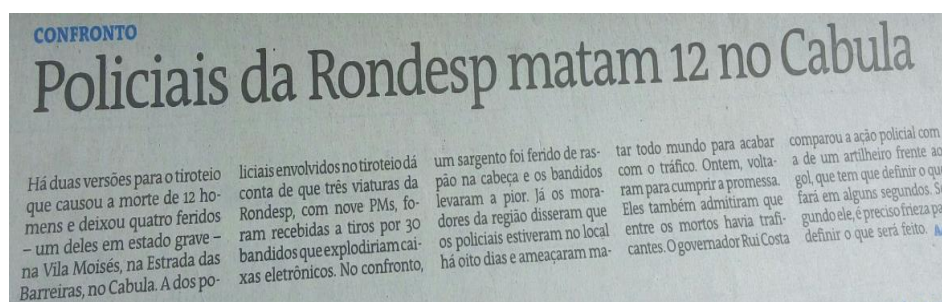 CONFRONTO
Policiais da Rondesp matam 12 no Cabula
Há duas versões para o tiroteio
que causou a morte de 12 ho-
mens e deixou quatro feridos
– um deles em estado grave –
na Vila Moisés, na Estrada das
Barreiras, no Cabula. A dos po-
liciais envolvidos no tiroteio dá
conta de que três viaturas da
Rondesp, com nove PMs, fo-
ram recebidas a tiros por 30
bandidos que explodiriam cai-
xas eletrônicos. No confronto,
um sargento foi ferido de ras-
pão na cabeça e os bandidos
levaram a pior. Já os mora-
dores da região disseram que
os policiais estiveram no local
há oito dias e ameaçaram ma-
tar todo mundo para acabar
com o tráfico. Ontem, volta-
ram para cumprir a promessa.
Eles também admitiram que
entre os mortos havia trafi-
cantes. O governador Rui Costa
comparou a ação policial com
a de um artilheiro frente ao
gol, que tem que definir o qu
fará em alguns segundos. S
gundo ele, é preciso frieza pa
definir o que será feito.